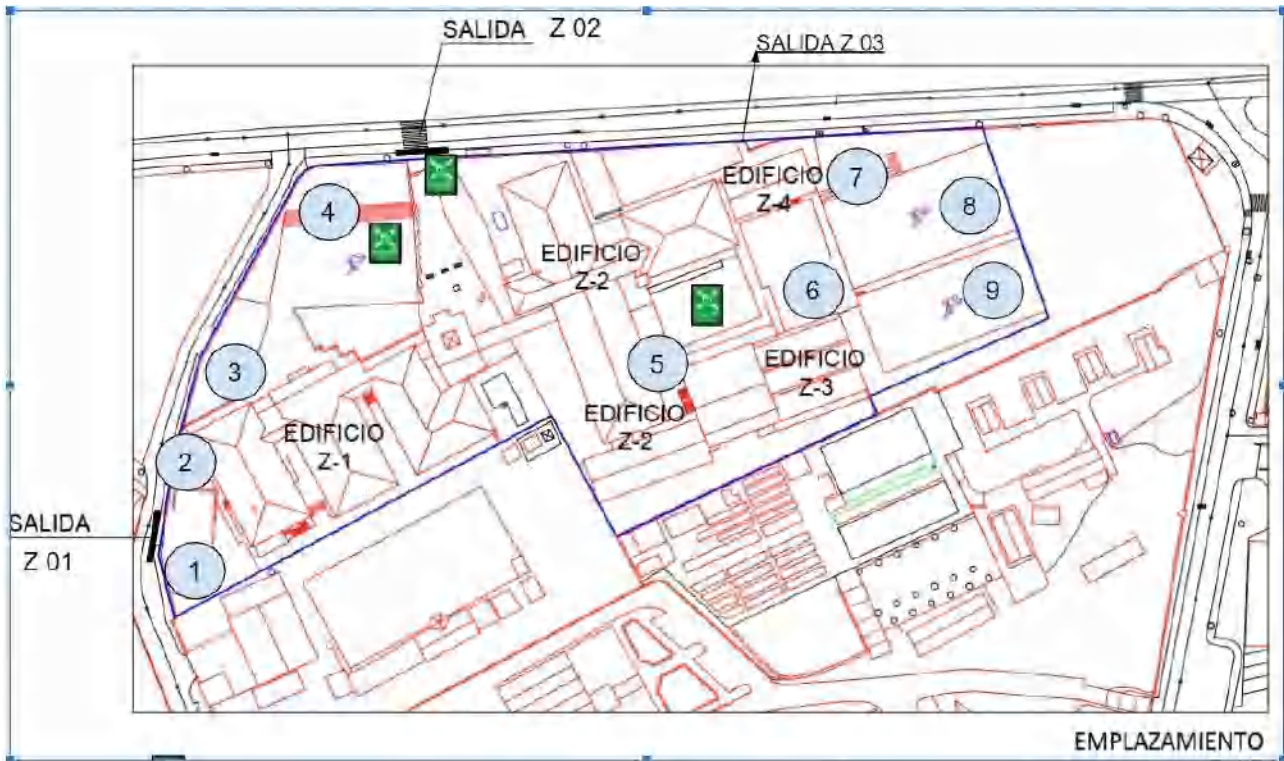 SALIDA Z 02
SALIDA Z 03
4
EDIFICIO
Z-4
7
8
EDIFICIO
Z-2
6
9
3
5
EDIFICIO
Z-3
EDIFICIO
Z-1
EDIFICIO
Z-2
2
SALIDA
Z 01
1
EMPLAZAMIENTO